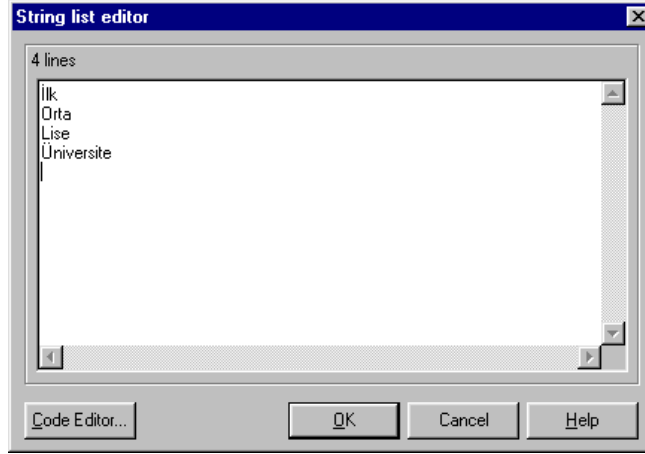 String list editor
4 lines
İlk
Orta
Lise
Üniversite
Code Editor... OK Cancel Help